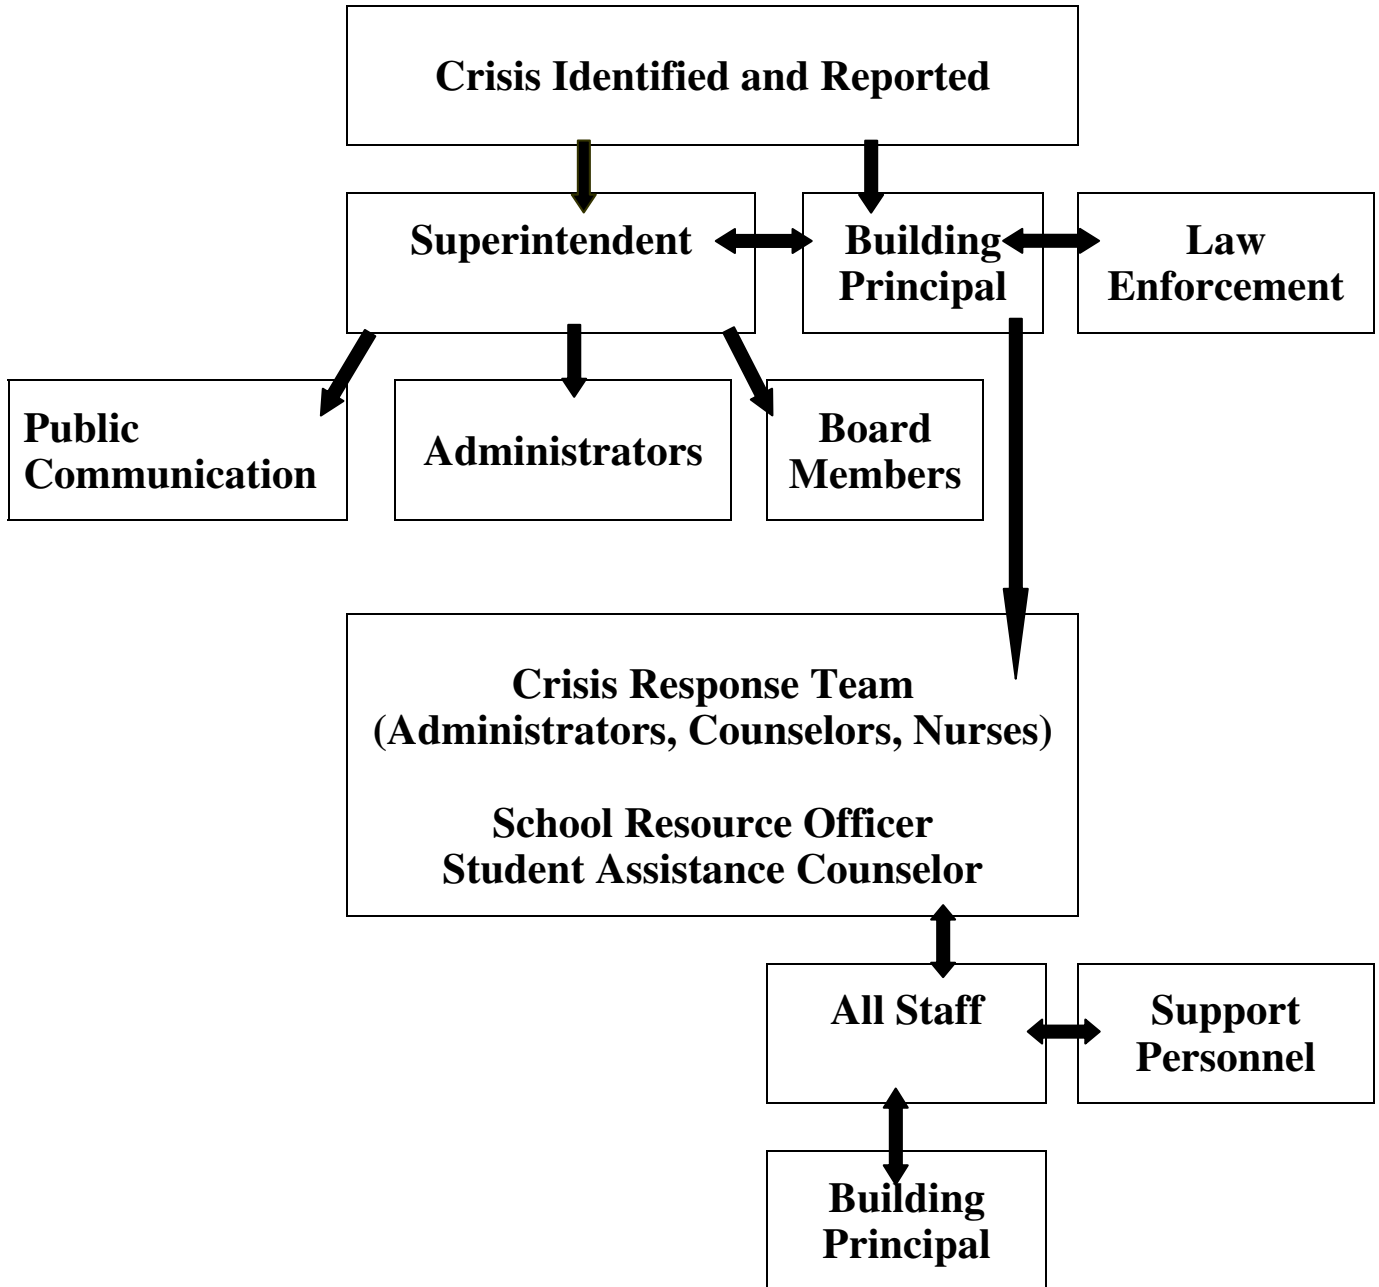 Crisis Identified and Reported
Superintendent
Building
Principal
Law
Enforcement
Public
Communication
Administrators
Board
Members
Crisis Response Team
(Administrators, Counselors, Nurses)
School Resource Officer
Student Assistance Counselor
All Staff
Support
Personnel
Building
Principal